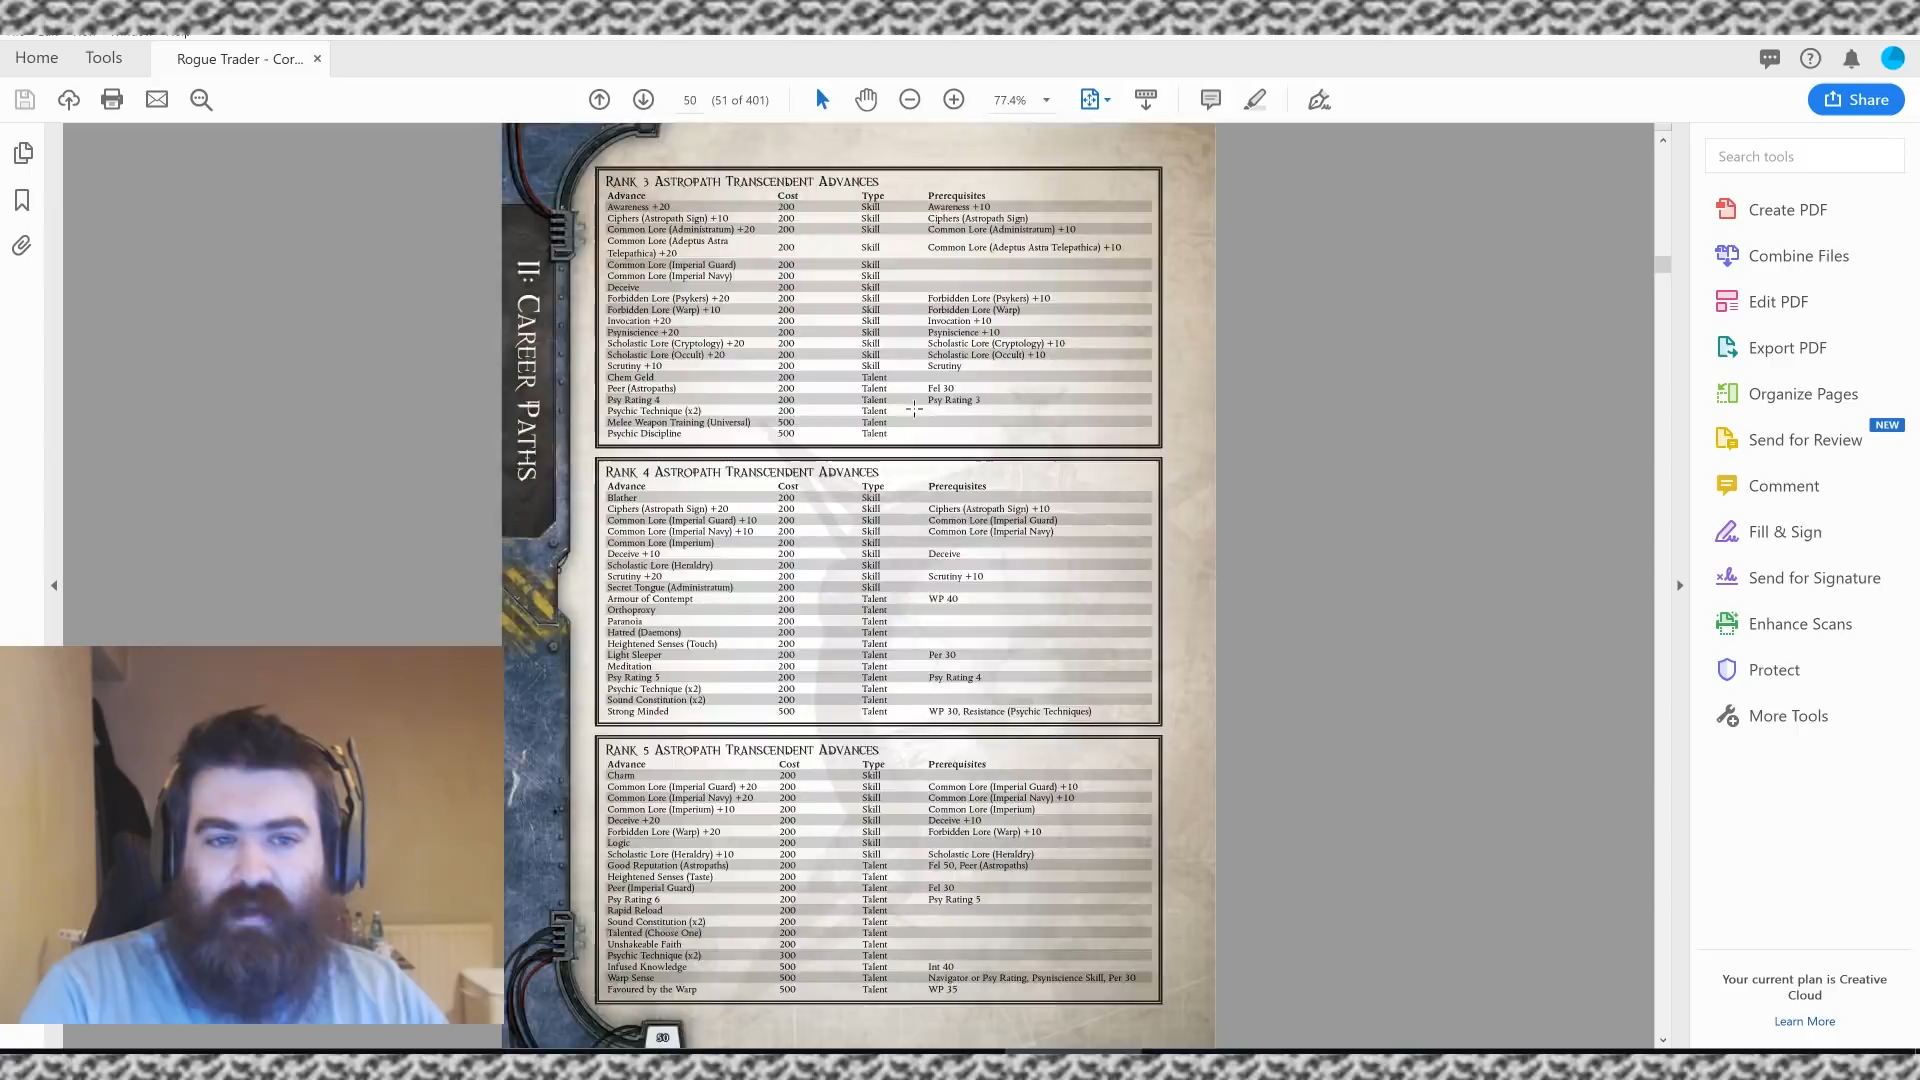 Home
Tools
Rogue Trader - Cor...
50 (51 of 401)
77.4%
Share
Search tools
Create PDF
Combine Files
Edit PDF
Export PDF
Organize Pages
NEW
Send for Review
Comment
Fill & Sign
Send for Signature
Enhance Scans
Protect
More Tools
Your current plan is Creative
Cloud
Learn More
II: Career Paths
Rank 3 Astropath Transcendent Advances
Advance Cost Type Prerequisites
Awareness +20 200 Skill Awareness +10
Ciphers (Astropath Sign) +10 200 Skill Ciphers (Astropath Sign)
Common Lore (Administratum) +20 200 Skill Common Lore (Administratum) +10
Common Lore (Adeptus Astra
Telepathica) +20 200 Skill Common Lore (Adeptus Astra Telepathica) +10
Common Lore (Imperial Guard) 200 Skill
Common Lore (Imperial Navy) 200 Skill
Deceive 200 Skill
Forbidden Lore (Psykers) +20 200 Skill Forbidden Lore (Psykers) +10
Forbidden Lore (Warp) +10 200 Skill Forbidden Lore (Warp)
Invocation +20 200 Skill Invocation +10
Psyniscience +20 200 Skill Psyniscience +10
Scholastic Lore (Cryptology) +20 200 Skill Scholastic Lore (Cryptology) +10
Scholastic Lore (Occult) +20 200 Skill Scholastic Lore (Occult) +10
Scrutiny +10 200 Skill Scrutiny
Chem Geld 200 Talent
Peer (Astropaths) 200 Talent Fel 30
Psy Rating 4 200 Talent Psy Rating 3
Psychic Technique (x2) 200 Talent
Melee Weapon Training (Universal) 500 Talent
Psychic Discipline 500 Talent
Rank 4 Astropath Transcendent Advances
Advance Cost Type Prerequisites
Blather 200 Skill
Ciphers (Astropath Sign) +20 200 Skill Ciphers (Astropath Sign) +10
Common Lore (Imperial Guard) +10 200 Skill Common Lore (Imperial Guard)
Common Lore (Imperial Navy) +10 200 Skill Common Lore (Imperial Navy)
Common Lore (Imperium) 200 Skill
Deceive +10 200 Skill Deceive
Scholastic Lore (Heraldry) 200 Skill
Scrutiny +20 200 Skill Scrutiny +10
Secret Tongue (Administratum) 200 Skill
Armour of Contempt 200 Talent WP 40
Orthoproxy 200 Talent
Paranoia 200 Talent
Hatred (Daemons) 200 Talent
Heightened Senses (Touch) 200 Talent
Light Sleeper 200 Talent Per 30
Meditation 200 Talent
Psy Rating 5 200 Talent Psy Rating 4
Psychic Technique (x2) 200 Talent
Sound Constitution (x2) 200 Talent
Strong Minded 500 Talent WP 30, Resistance (Psychic Techniques)
Rank 5 Astropath Transcendent Advances
Advance Cost Type Prerequisites
Charm 200 Skill
Common Lore (Imperial Guard) +20 200 Skill Common Lore (Imperial Guard) +10
Common Lore (Imperial Navy) +20 200 Skill Common Lore (Imperial Navy) +10
Common Lore (Imperium) +10 200 Skill Common Lore (Imperium)
Deceive +20 200 Skill Deceive +10
Forbidden Lore (Warp) +20 200 Skill Forbidden Lore (Warp) +10
Logic 200 Skill
Scholastic Lore (Heraldry) +10 200 Skill Scholastic Lore (Heraldry)
Good Reputation (Astropaths) 200 Talent Fel 50, Peer (Astropaths)
Heightened Senses (Taste) 200 Talent
Peer (Imperial Guard) 200 Talent Fel 30
Psy Rating 6 200 Talent Psy Rating 5
Rapid Reload 200 Talent
Sound Constitution (x2) 200 Talent
Talented (Choose One) 200 Talent
Unshakeable Faith 200 Talent
Psychic Technique (x2) 300 Talent
Infused Knowledge 500 Talent Int 40
Warp Sense 500 Talent Navigator or Psy Rating, Psyniscience Skill, Per 30
Favoured by the Warp 500 Talent WP 35
50